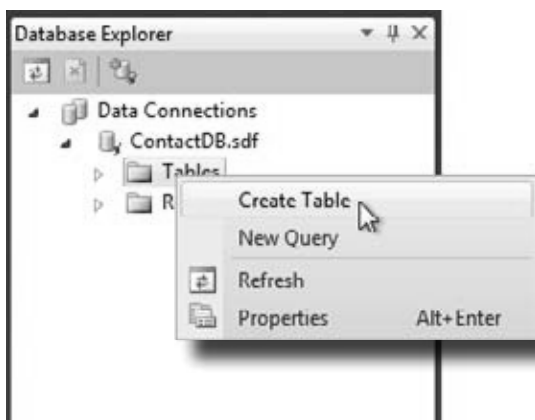 Database Explorer
Data Connections
ContactDB.sdf
Tables
R
Create Table
New Query
Refresh
Properties Alt+Enter